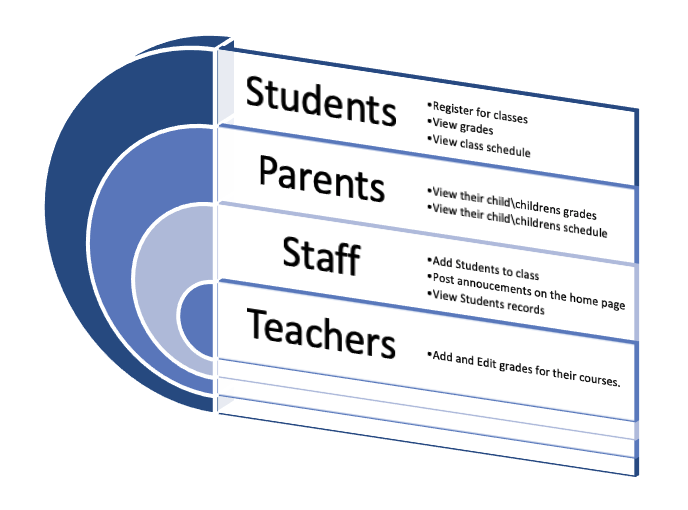 Students
•Register for classes
•View grades
•View class schedule
Parents
•View their child\childrens grades
•View their child\childrens schedule
Staff
•Add Students to class
•Post annoucements on the home page
•View Students records
Teachers
•Add and Edit grades for their courses.